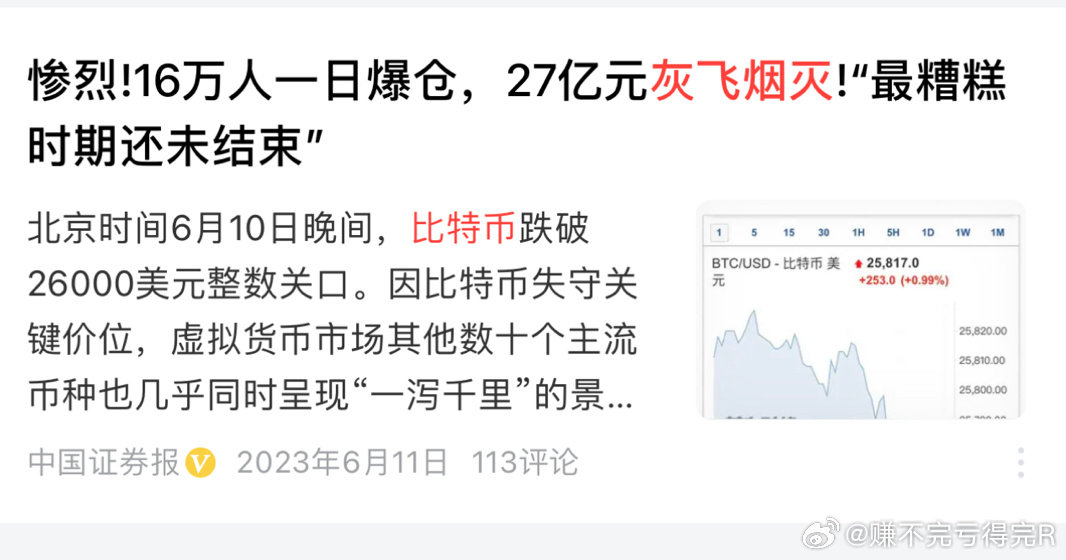 惨烈!16万人一日爆仓，27亿元灰飞烟灭!“最糟糕
时期还未结束”
北京时间6月10日晚间，比特币跌破
26000美元整数关口。因比特币失守关
键价位，虚拟货币市场其他数十个主流
币种也几乎同时呈现“一泻千里”的景...
1 5 15 30 1H 5H 1D 1W 1M
BTC/USD - 比特币 美
元
25,817.0
+253.0 (+0.99%)
25,820.00
25,810.00
25,800.00
中国证券报 2023年6月11日 113评论
@赚不完亏得完R